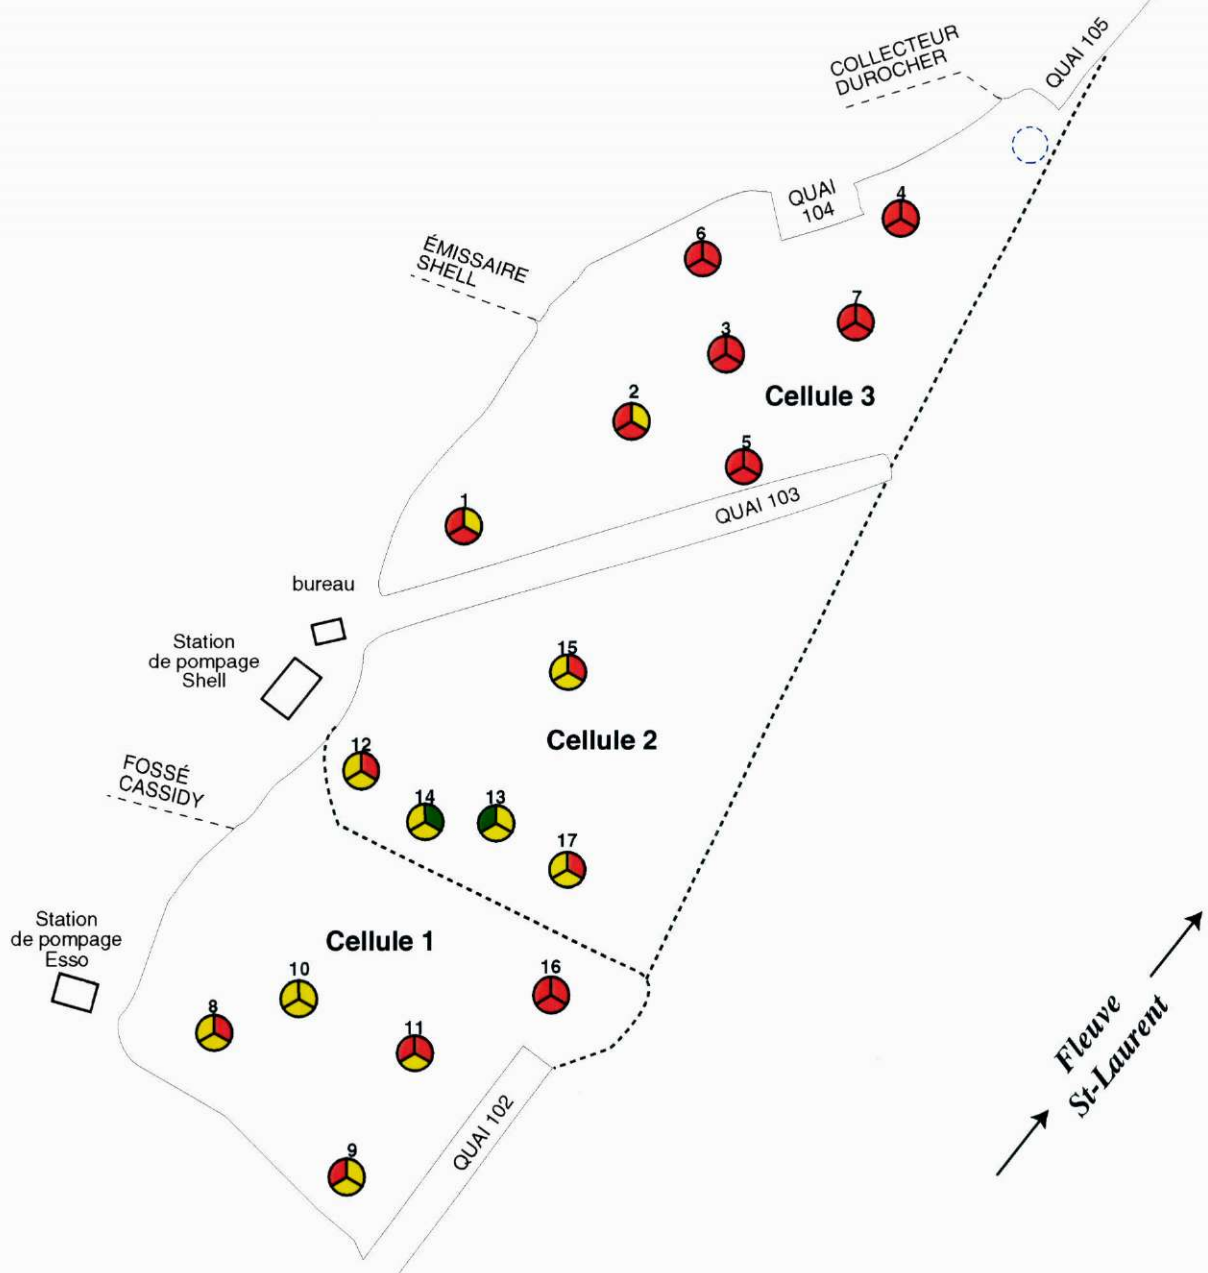 QUAI 105
COLLECTEUR
DUROCHER
QUAI
104
4
6
ÉMISSAIRE
SHELL
7
3
2
Cellule 3
5
1
QUAI 103
bureau
Station
de pompage
Shell
15
12
Cellule 2
FOSSÉ
CASSIDY
14
13
17
Station
de pompage
Esso
Cellule 1
10
16
8
11
QUAI 102
9
Fleuve
St-Laurent